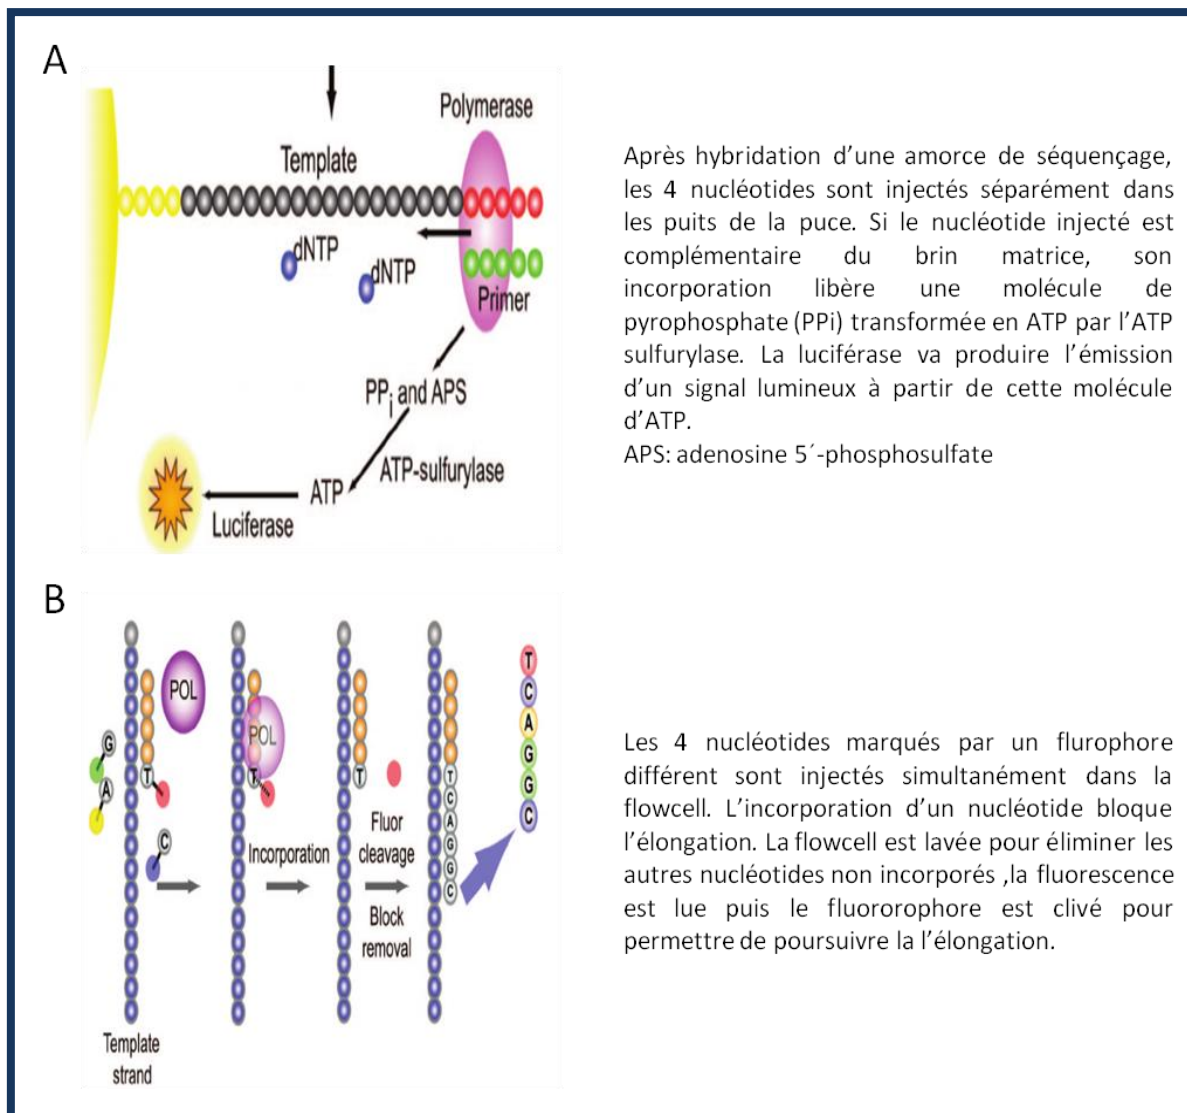 A
Polymerase
Template
dNTP
dNTP
Primer
PPi and APS
ATP-sulfurylase
ATP
Luciferase
Après hybridation d’une amorce de séquençage,
les 4 nucléotides sont injectés séparément dans
les puits de la puce. Si le nucléotide injecté est
complémentaire du brin matrice, son
incorporation libère une molécule de
pyrophosphate (PPi) transformée en ATP par l’ATP
sulfurylase. La luciférase va produire l’émission
d’un signal lumineux à partir de cette molécule
d’ATP.
APS: adenosine 5´-phosphosulfate
B
POL
G
A
T
C
POL
T
Incorporation
T
Fluor
cleavage
Block
removal
T
C
A
G
G
C
T
C
A
G
G
C
Template
strand
Les 4 nucléotides marqués par un flurophore
différent sont injectés simultanément dans la
flowcell. L’incorporation d’un nucléotide bloque
l’élongation. La flowcell est lavée pour éliminer les
autres nucléotides non incorporés ,la fluorescence
est lue puis le fluororophore est clivé pour
permettre de poursuivre la l’élongation.